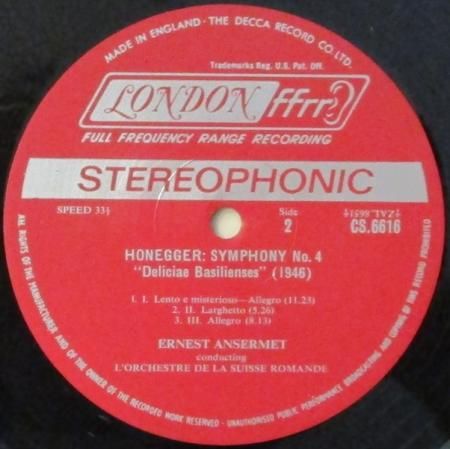 MADE IN ENGLAND · THE DECCA RECORD CO. LTD.
Trademarks Reg. U.S. Pat. Off.
LONDON ffrr
FULL FREQUENCY RANGE RECORDING
STEREOPHONIC
SPEED 33⅓
Side
2
CS.6616
HONEGGER: SYMPHONY No. 4
"Deliciae Basilienses" (1946)
1. I. Lento e misterioso—Allegro (11.23)
2. II. Larghetto (5.26)
3. III. Allegro (8.13)
ERNEST ANSERMET
conducting
L'ORCHESTRE DE LA SUISSE ROMANDE
ALL RIGHTS OF THE MANUFACTURER AND OF THE OWNER OF THE RECORDED WORK RESERVED · UNAUTHORISED PUBLIC PERFORMANCE BROADCASTING AND COPYING OF THIS RECORD PROHIBITED